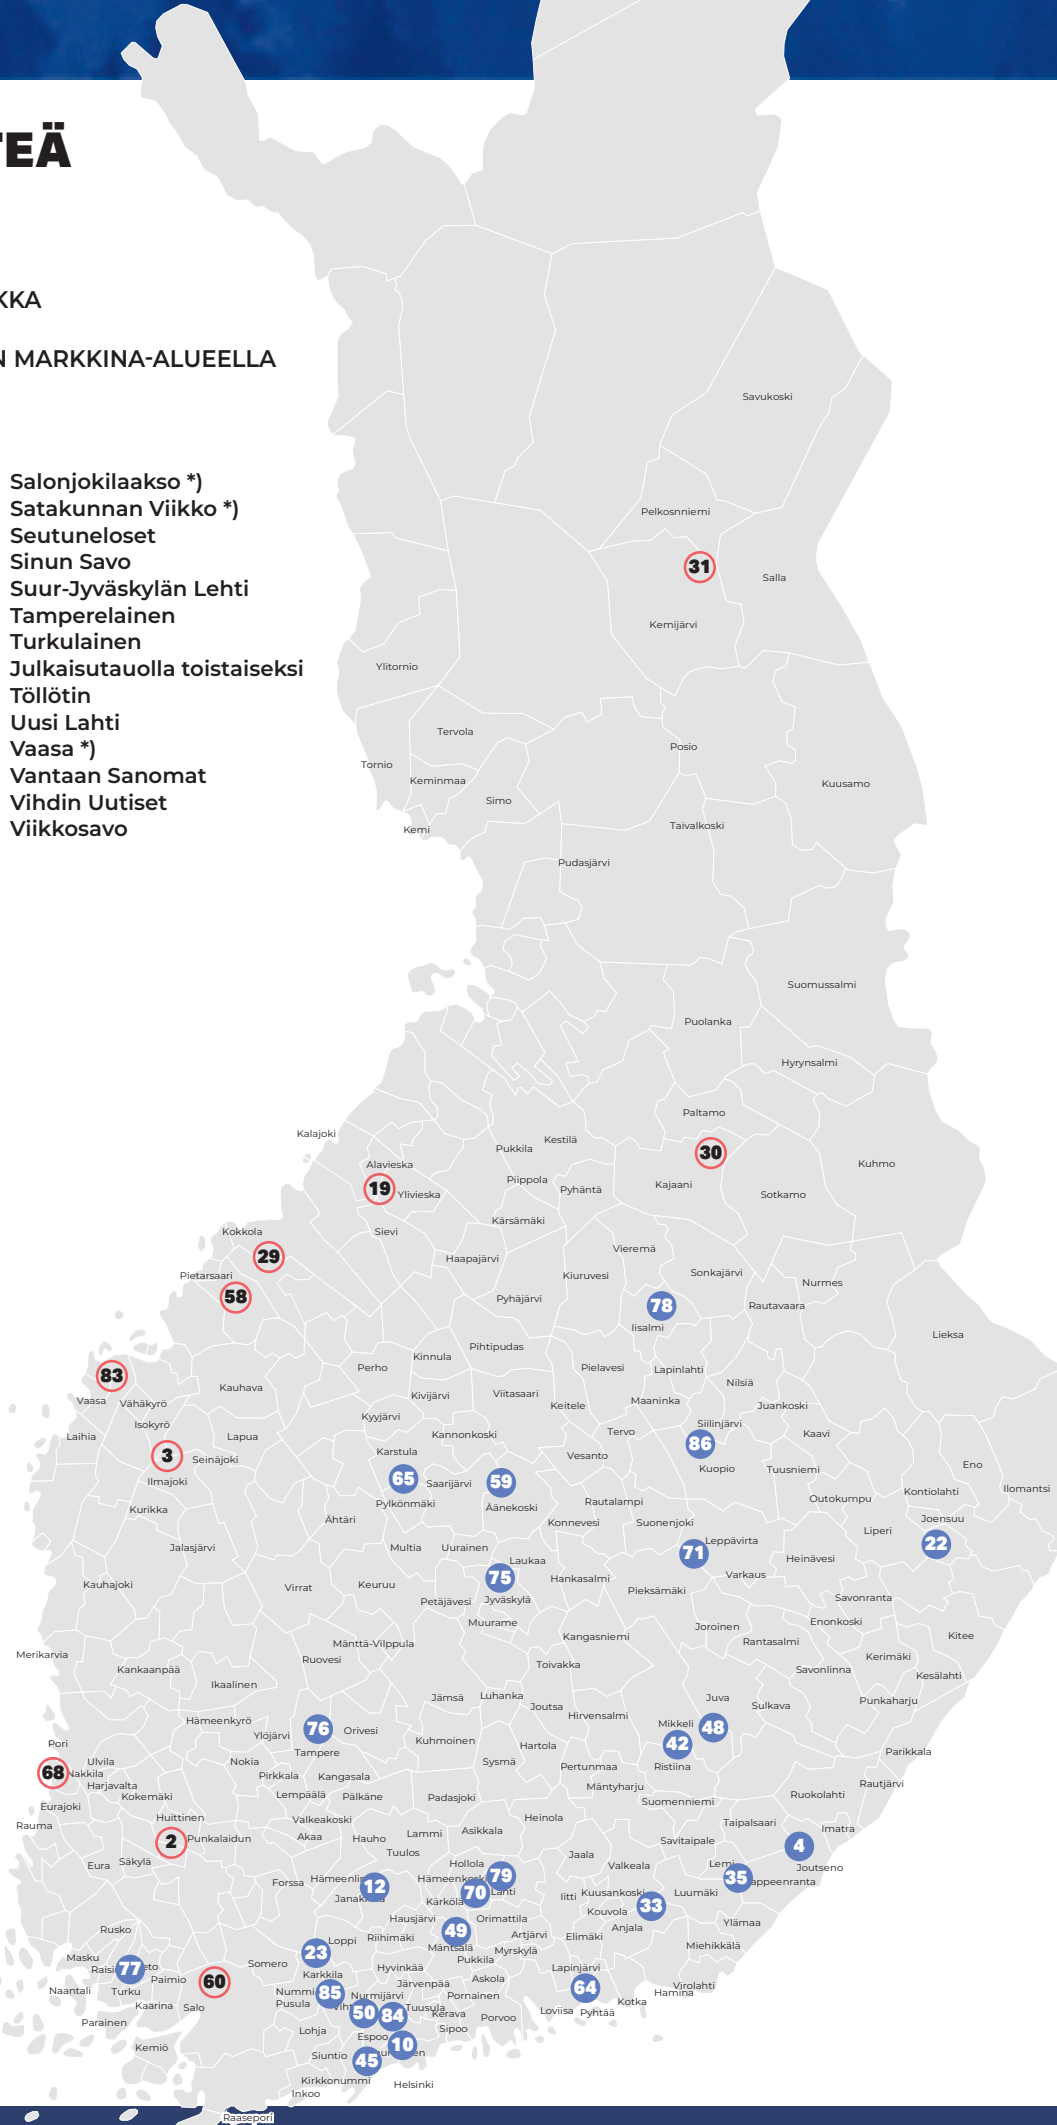 TEÄ
KKA
N MARKKINA-ALUEELLA
Salonjokilaakso *)
Satakunnan Viikko *)
Seutuneloset
Sinun Savo
Suur-Jyväskylän Lehti
Tamperelainen
Turkulainen
Julkaisutauolla toistaiseksi
Töllötin
Uusi Lahti
Vaasa *)
Vantaan Sanomat
Vihdin Uutiset
Viikkosavo
Savukoski
Pelkosnniemi
31
Salla
Kemijärvi
Ylitornio
Tervola
Posio
Tornio
Keminmaa
Kuusamo
Simo
Kemi
Taivalkoski
Pudasjärvi
Suomussalmi
Puolanka
Hyrynsalmi
Paltamo
Kalajoki
Kestilä
Pukkila
30
Alavieska
Kuhmo
19
Ylivieska
Piippola
Pyhäntä
Kajaani
Sotkamo
Kärsämäki
Kokkola
Sievi
29
Haapajärvi
Vieremä
Pietarsaari
Kiuruvesi
Sonkajärvi
Nurmes
58
Pyhäjärvi
78
Rautavaara
Iisalmi
Lieksa
Pihtipudas
Kinnula
83
Perho
Pielavesi
Lapinlahti
Kauhava
Nilsiä
Vaasa
Vähäkyrö
Kivijärvi
Viitasaari
Keitele
Maaninka
Juankoski
Isokyrö
Kyyjärvi
Siilinjärvi
Laihia
Lapua
Kannonkoski
Tervo
Kaavi
3
Seinäjoki
Karstula
Vesanto
86
Eno
Ilmajoki
65
Saarijärvi
59
Kuopio
Tuusniemi
Kontiolahti
Ilomantsi
Kurikka
Pylkönmäki
Äänekoski
Rautalampi
Outokumpu
Ähtäri
Konnevesi
Suonenjoki
Joensuu
Liperi
22
Jalasjärvi
Multia
Uurainen
Leppävirta
71
Laukaa
Heinävesi
Kauhajoki
Virrat
Keuruu
75
Hankasalmi
Pieksämäki
Varkaus
Petäjävesi
Jyväskylä
Savonranta
Muurame
Joroinen
Enonkoski
Kangasniemi
Rantasalmi
Kitee
Merikarvia
Mänttä-Vilppula
Ruovesi
Kankaanpää
Toivakka
Savonlinna
Kerimäki
Kesälahti
Ikaalinen
Jämsä
Luhanka
Joutsa
Hirvensalmi
Juva
Sulkava
Punkaharju
Hämeenkyrö
76
Orivesi
Mikkeli
48
Ylöjärvi
Pori
Tampere
Kuhmoinen
Hartola
42
Parikkala
Ulvila
Nokia
Sysmä
Pertunmaa
Ristiina
68
Nakkila
Pirkkala
Kangasala
Harjavalta
Mäntyharju
Rautjärvi
Kokemäki
Lempäälä
Pälkäne
Padasjoki
Suomenniemi
Ruokolahti
Eurajoki
Huittinen
Valkeakoski
Heinola
Taipalsaari
Rauma
Imatra
2
Punkalaidun
Akaa
Hauho
Lammi
Asikkala
Savitaipale
4
Tuulos
Jaala
Eura
Säkylä
Hollola
Valkeala
Lemi
Joutseno
Forssa
12
Hämeenkoski
79
Lahti
35
70
Iitti
Kuusankoski
Luumäki
Kärkölä
33
Kouvola
Hausjärvi
Orimattila
Anjala
Ylämaa
Rusko
Loppi
Riihimäki
49
Artjärvi
Elimäki
Masku
23
Mäntsälä
Myrskylä
Miehikkälä
77
Somero
Karkkila
Hyvinkää
Pukkila
Lapinjärvi
Paimio
60
Järvenpää
Askola
Virolahti
Naantali
Turku
Nummi-
Pusula
85
Nurmijärvi
Pornainen
64
Hamina
Kaarina
Salo
50
84
Tuusula
Kerava
Porvoo
Loviisa
Pyhtää
Kotka
Parainen
Lohja
Espoo
Sipoo
Kemiö
10
Siuntio
45
Kirkkonummi
Helsinki
Inkoo
Raasepori